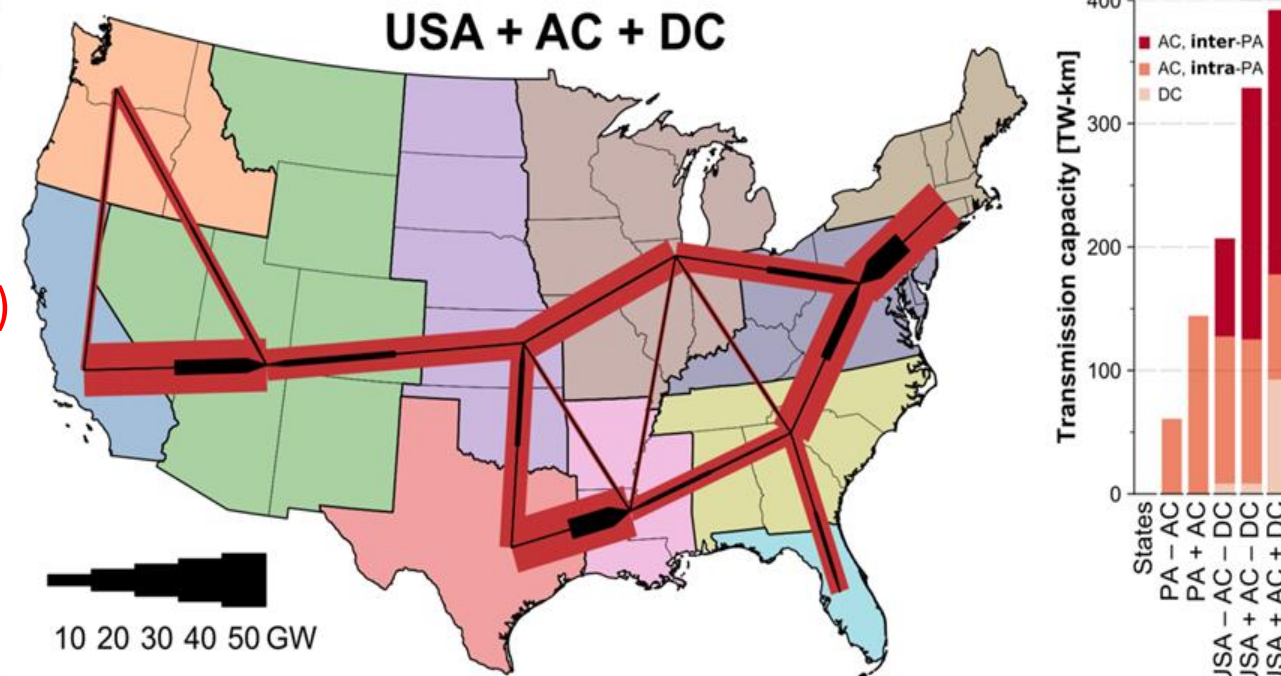 USA + AC + DC
)
10 20 30 40 50 GW
Transmission capacity [TW-km]
400
300
200
100
0
AC, inter-PA
AC, intra-PA
DC
States
PA – AC
PA + AC
USA – AC – DC
USA + AC – DC
USA + AC + DC